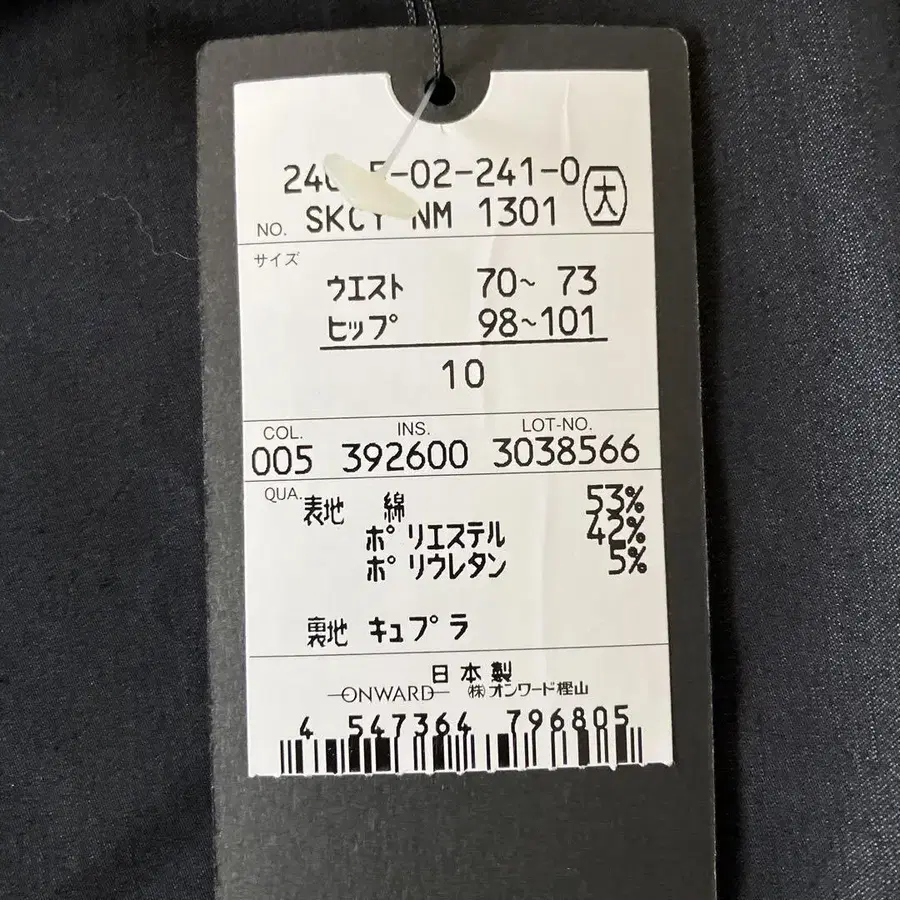 5-02-241-0
大
NO. SKCY NM 1301
サイズ
ウエスト 70~ 73
ヒップ 98~101
10
COL. INS. LOT-NO.
005 392600 3038566
QUA. 表地 綿 53%
ポリエステル 42%
ポリウレタン 5%
裏地 キュプラ
日本製
ONWARD ㈱オンワード樫山
4 547364 796805